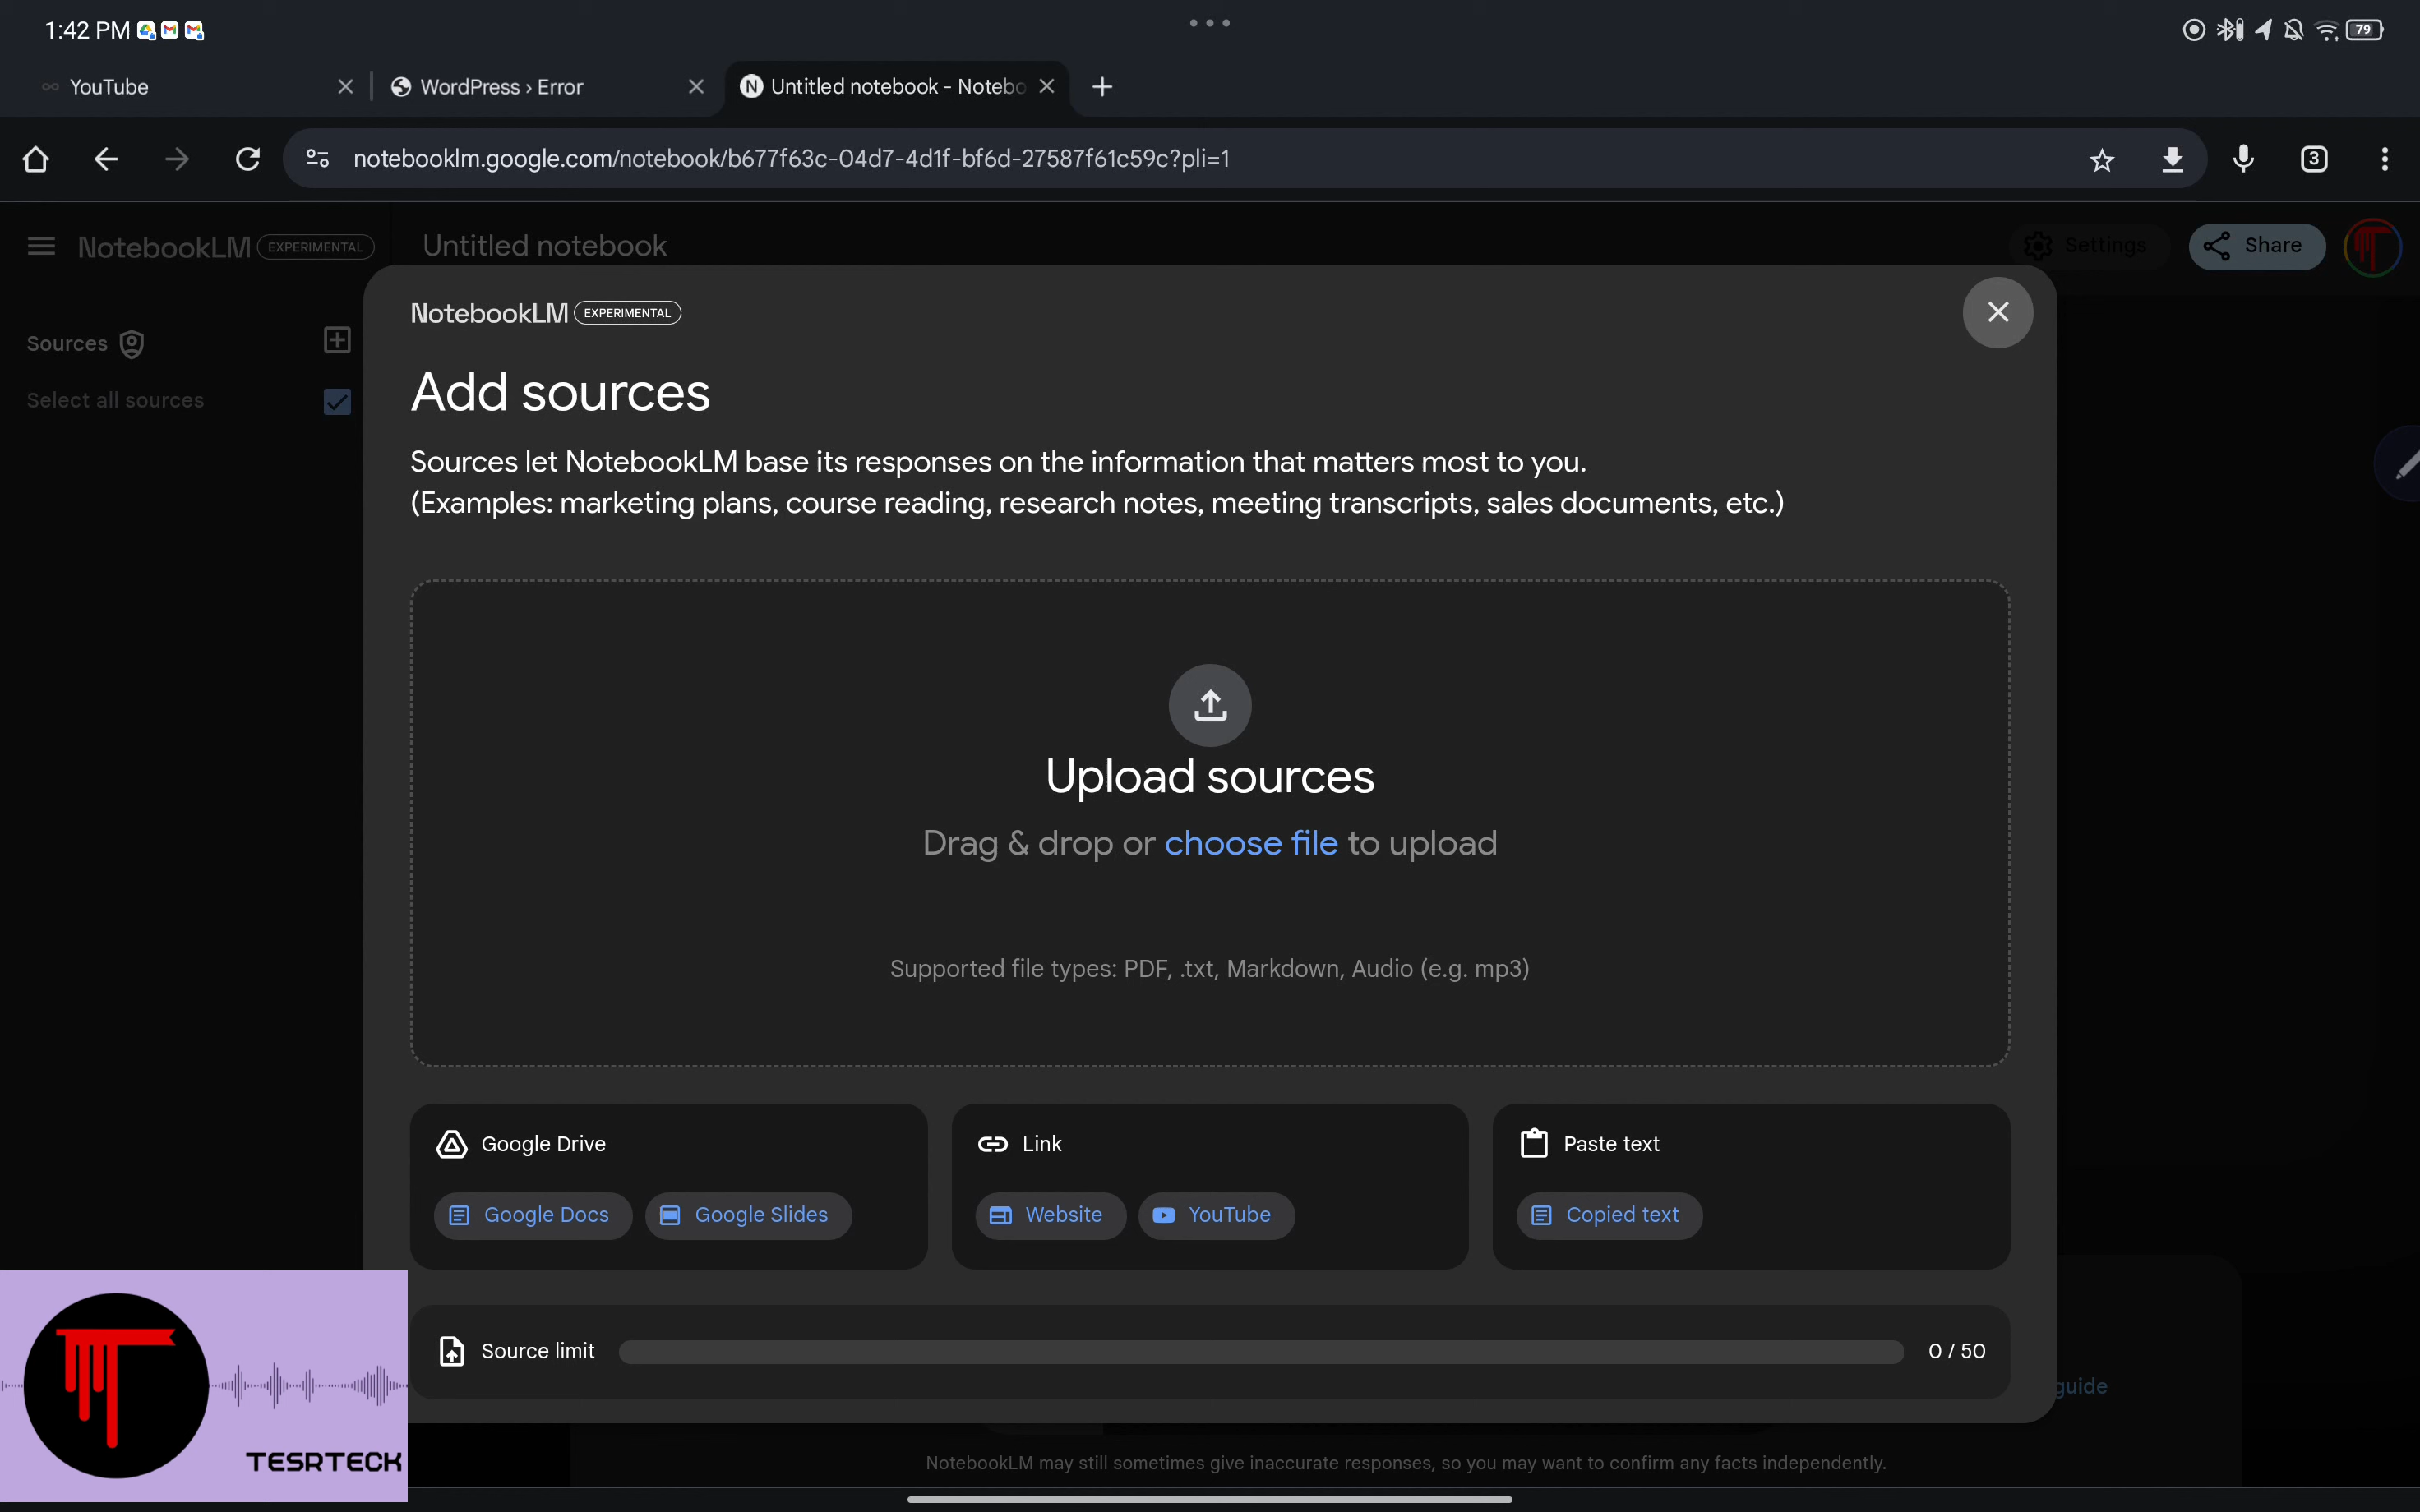 1:42 PM
79
YouTube
WordPress › Error
Untitled notebook - Notebo
notebooklm.google.com/notebook/b677f63c-04d7-4d1f-bf6d-27587f61c59c?pli=1
3
NotebookLM EXPERIMENTAL
Untitled notebook
Settings
Share
Sources
Select all sources
NotebookLM EXPERIMENTAL
Add sources
Sources let NotebookLM base its responses on the information that matters most to you.
(Examples: marketing plans, course reading, research notes, meeting transcripts, sales documents, etc.)
Upload sources
Drag & drop or choose file to upload
Supported file types: PDF, .txt, Markdown, Audio (e.g. mp3)
Google Drive
Google Docs
Google Slides
Link
Website
YouTube
Paste text
Copied text
Source limit
0 / 50
guide
TESRTECK
NotebookLM may still sometimes give inaccurate responses, so you may want to confirm any facts independently.